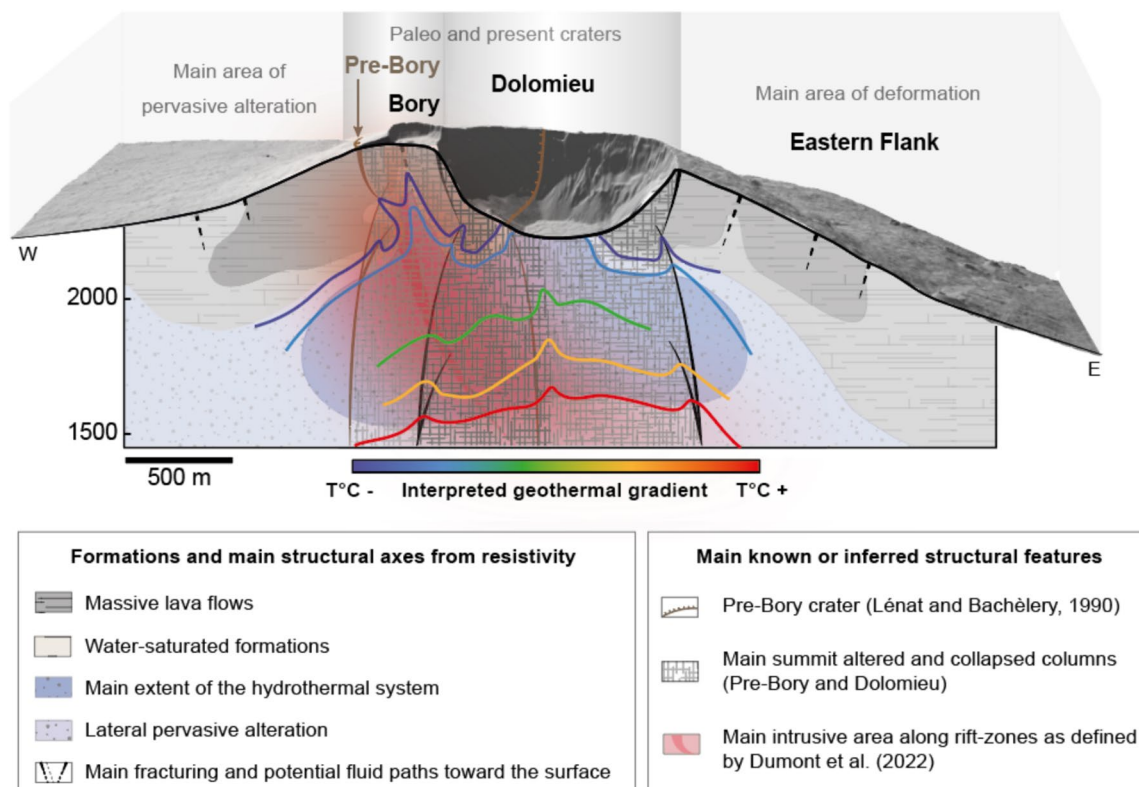 Paleo and present craters
Main area of
pervasive alteration
Pre-Bory
Bory
Dolomieu
Main area of deformation
Eastern Flank
W
2000
E
1500
500 m
T°C - Interpreted geothermal gradient T°C +
Formations and main structural axes from resistivity
Massive lava flows
Water-saturated formations
Main extent of the hydrothermal system
Lateral pervasive alteration
Main fracturing and potential fluid paths toward the surface
Main known or inferred structural features
Pre-Bory crater (Lénat and Bachèlery, 1990)
Main summit altered and collapsed columns
(Pre-Bory and Dolomieu)
Main intrusive area along rift-zones as defined
by Dumont et al. (2022)